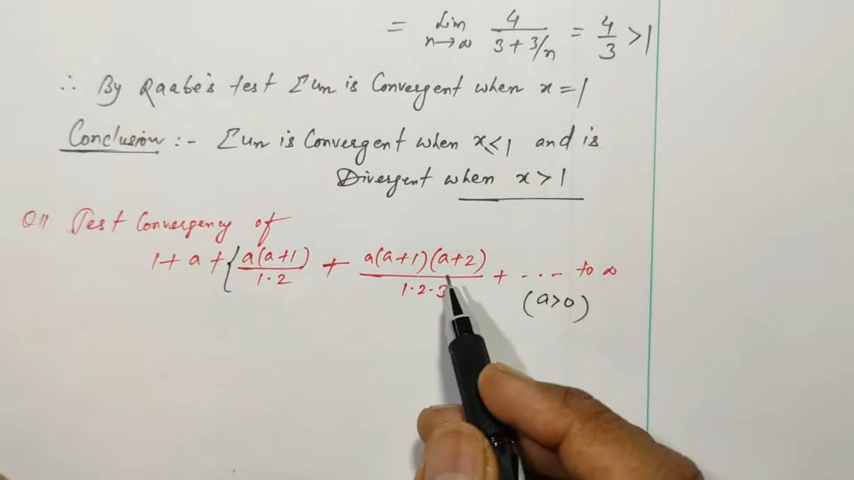 = lim n→∞ 4/(3 + 3/n) = 4/3 > 1
∴ By Raabe's test Σun is Convergent when x = 1
Conclusion :- Σun is Convergent when x ≤ 1 and is
Divergent when x > 1
Test Convergency of
1 + a + { a(a+1)/1·2 + a(a+1)(a+2)/1·2·3 + ... to ∞
(a>0)